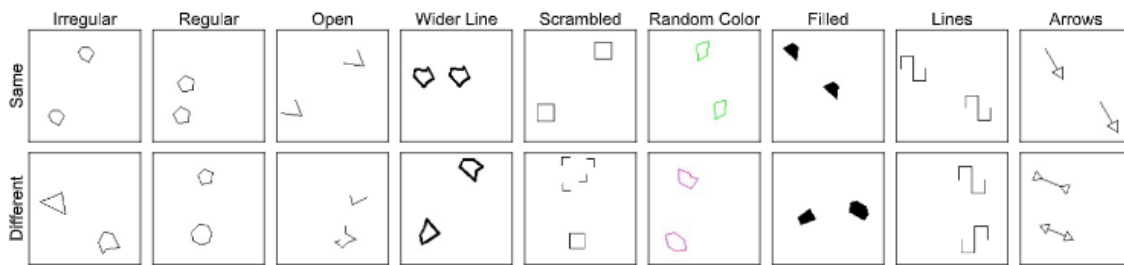 Irregular Regular Open Wider Line Scrambled Random Color Filled Lines Arrows
Same
Different